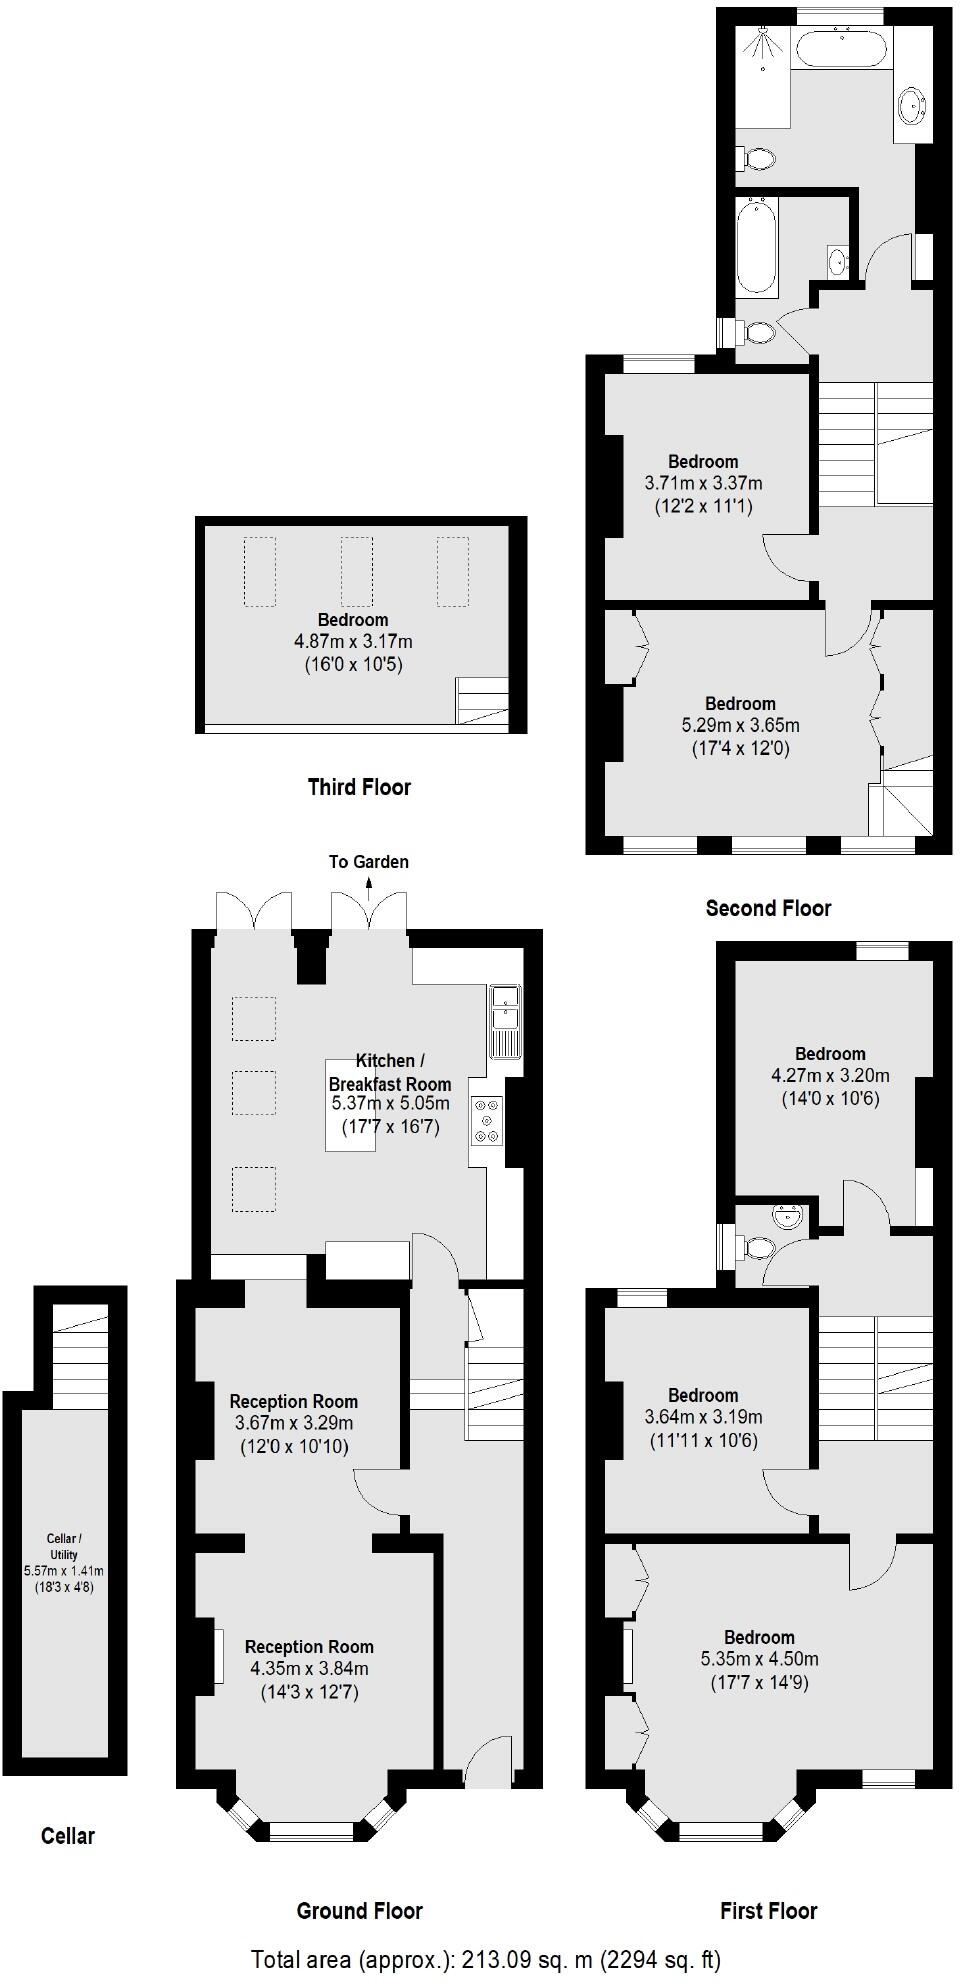 Bedroom
3.71m x 3.37m
(12'2 x 11'1)
Bedroom
4.87m x 3.17m
(16'0 x 10'5)
Third Floor
Bedroom
5.29m x 3.65m
(17'4 x 12'0)
Second Floor
To Garden
Kitchen /
Breakfast Room
5.37m x 5.05m
(17'7 x 16'7)
Bedroom
4.27m x 3.20m
(14'0 x 10'6)
Reception Room
3.67m x 3.29m
(12'0 x 10'10)
Bedroom
3.64m x 3.19m
(11'11 x 10'6)
Cellar /
Utility
5.57m x 1.41m
(18'3 x 4'8)
Reception Room
4.35m x 3.84m
(14'3 x 12'7)
Bedroom
5.35m x 4.50m
(17'7 x 14'9)
Cellar
Ground Floor
First Floor
Total area (approx.): 213.09 sq. m (2294 sq. ft)